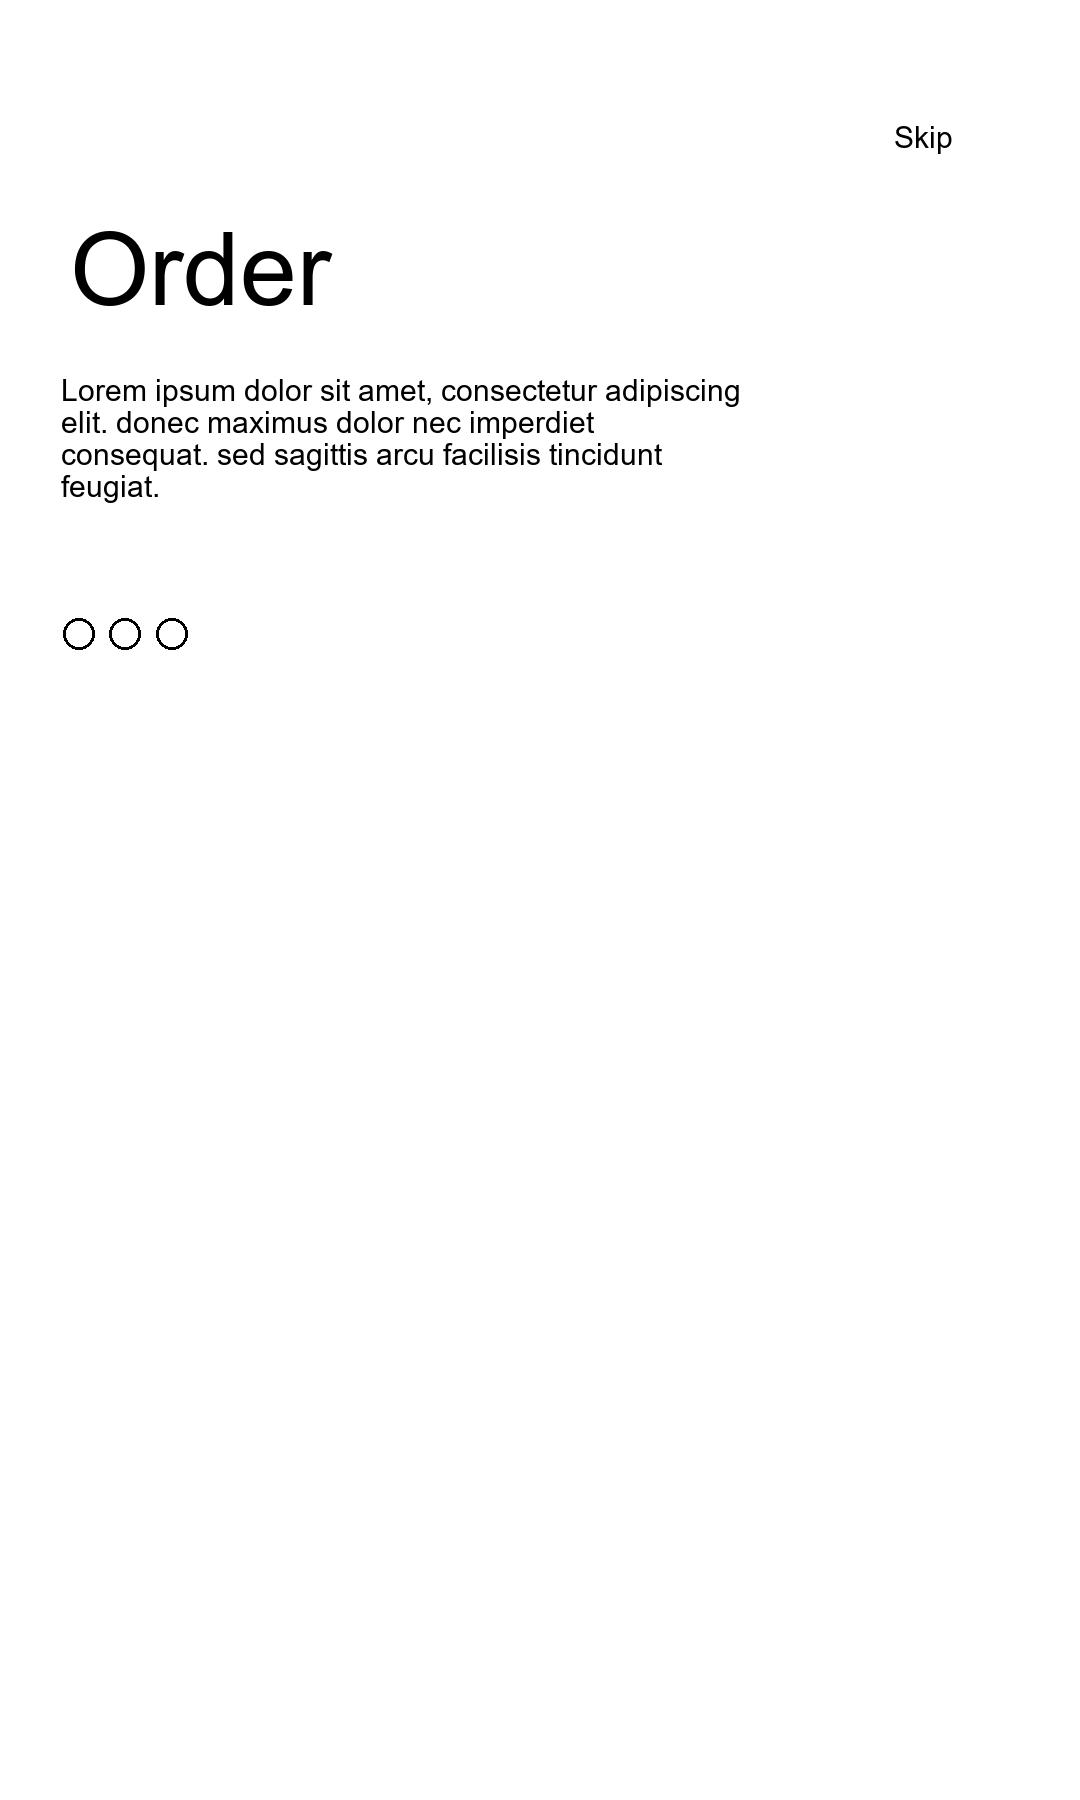 Skip
Order
Lorem ipsum dolor sit amet, consectetur adipiscing
elit. donec maximus dolor nec imperdiet
consequat. sed sagittis arcu facilisis tincidunt
feugiat.